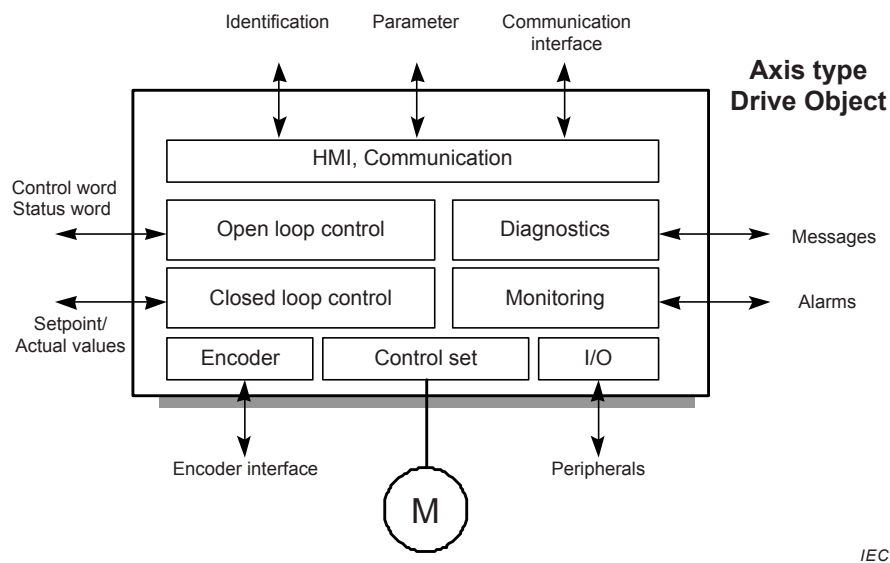 Identification
Parameter
Communication
interface
Axis type
Drive Object
HMI, Communication
Control word
Status word
Open loop control
Diagnostics
Messages
Closed loop control
Monitoring
Alarms
Setpoint/
Actual values
Encoder
Control set
I/O
Encoder interface
Peripherals
M
IEC